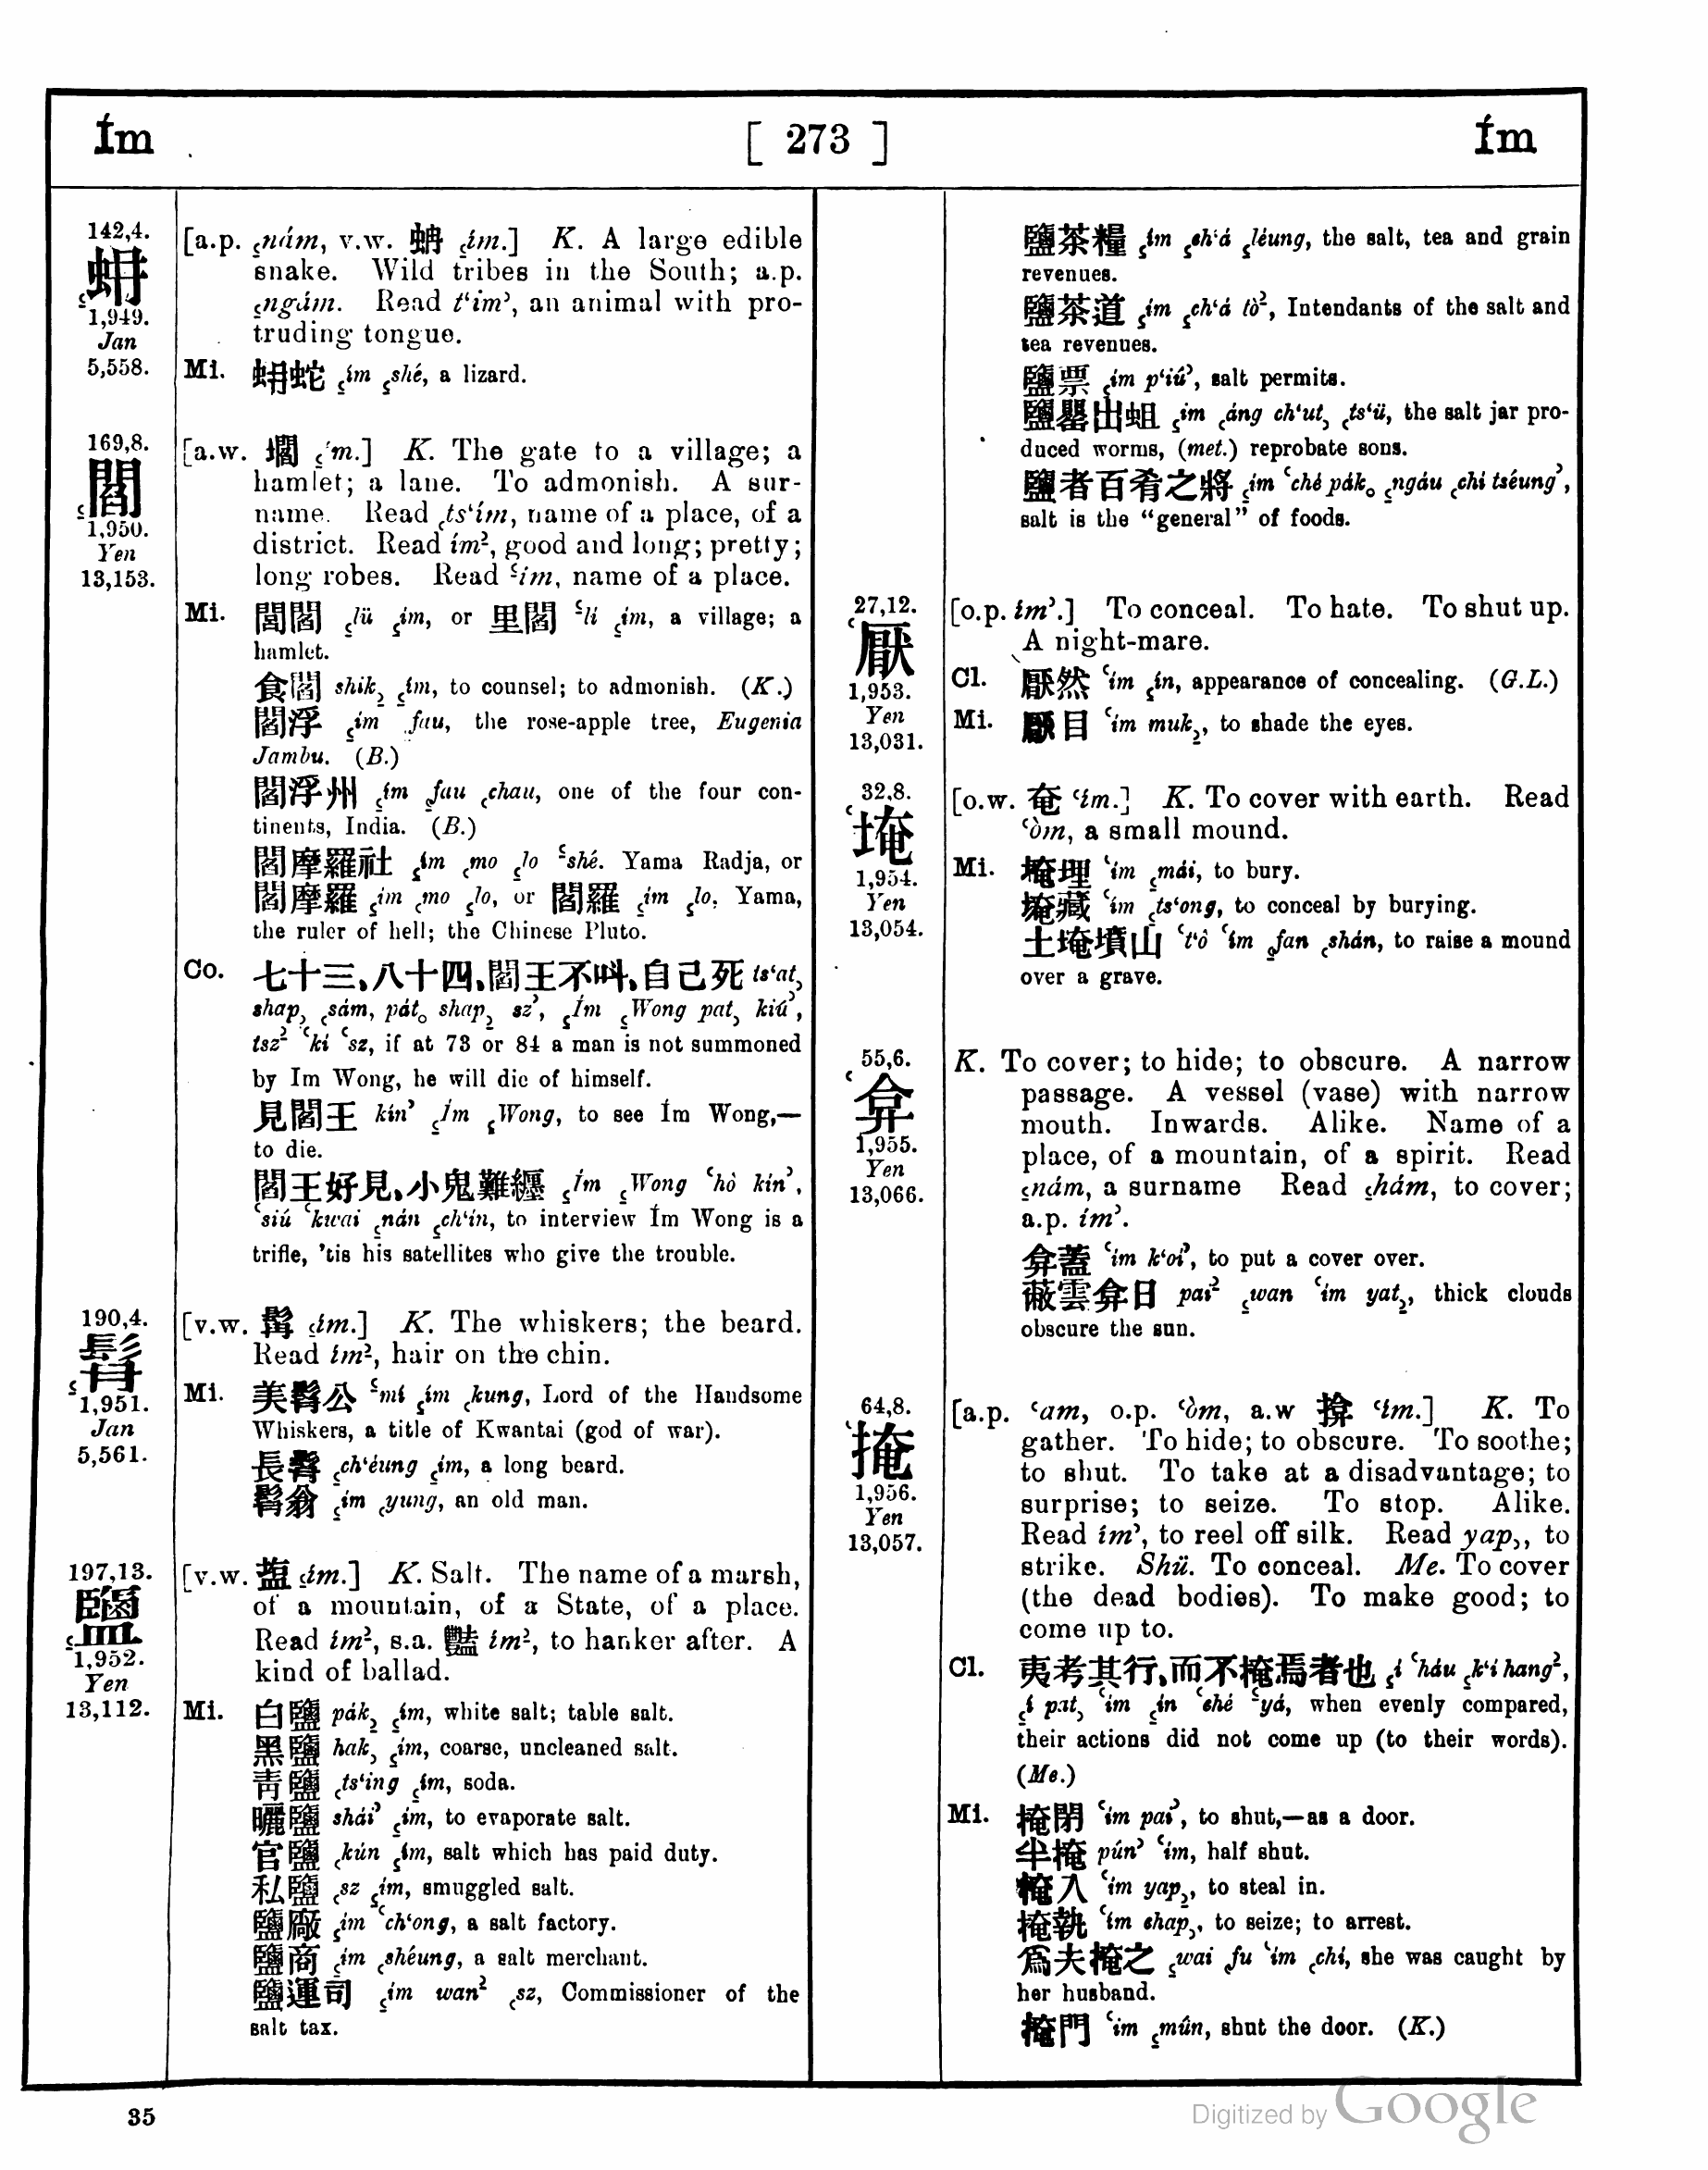 Ím
[ 273 ]
Ím
142,4.
蚦
1,949.
Jan
5,558.
[a.p. ꜁nám, v.w. 蚺 ꜁ím.] K. A large edible
snake. Wild tribes in the South; a.p.
꜁ngám. Read t‘im’, an animal with pro-
truding tongue.
Mi. 蚦蛇 ꜁ím ꜁shé, a lizard.
169,8.
閻
1,950.
Yen
13,153.
[a.w. 壛 ꜁ím.] K. The gate to a village; a
hamlet; a lane. To admonish. A sur-
name. Read ꜀ts‘ím, name of a place, of a
district. Read ím², good and long; pretty;
long robes. Read ꜃im, name of a place.
Mi. 閭閻 ꜁lü ꜁ím, or 里閻 ꜃li ꜁ím, a village; a
hamlet.
食閻 shik₂ ꜁ím, to counsel; to admonish. (K.)
閻浮 ꜁ím ꜁fau, the rose-apple tree, Eugenia
Jambu. (B.)
閻浮州 ꜁ím ꜁fau ꜀chau, one of the four con-
tinents, India. (B.)
閻摩羅社 ꜁ím ꜀mo ꜁lo ꜃shé. Yama Radja, or
閻摩羅 ꜁ím ꜀mo ꜁lo, or 閻羅 ꜁ím ꜁lo, Yama,
the ruler of hell; the Chinese Pluto.
Co. 七十三、八十四、閻王不呌、自己死 ts‘at,
shap₂ ꜀sám, pát。 shap₂ sz’, ꜁Ím ꜁Wong pat, kiú’,
tsz² ‘ki ‘sz, if at 73 or 84 a man is not summoned
by Im Wong, he will die of himself.
見閻王 kín’ ꜁Ím ꜁Wong, to see Ím Wong,—
to die.
閻王好見、小鬼難纒 ꜁Ím ꜁Wong ‘hò kín’,
‘siú ‘kwai ꜁nán ꜁ch‘ín, to interview Ím Wong is a
trifle, ’tis his satellites who give the trouble.
190,4.
髥
1,951.
Jan
5,561.
[v.w. 髯 ꜁ím.] K. The whiskers; the beard.
Read ím², hair on the chin.
Mi. 美髥公 ꜃mí ꜁ím ꜀kung, Lord of the Handsome
Whiskers, a title of Kwantai (god of war).
長髥 ꜁ch‘éung ꜁ím, a long beard.
髥翁 ꜁ím ꜀yung, an old man.
197,13.
鹽
1,952.
Yen
13,112.
[v.w. 塩 ꜁ím.] K. Salt. The name of a marsh,
of a mountain, of a State, of a place.
Read ím², s.a. 豔 ím², to hanker after. A
kind of ballad.
Mi. 白鹽 pák₂ ꜁ím, white salt; table salt.
黑鹽 hak, ꜁ím, coarse, uncleaned salt.
靑鹽 ꜀ts‘ing ꜁ím, soda.
曬鹽 shái’ ꜁ím, to evaporate salt.
官鹽 ꜀kún ꜁ím, salt which has paid duty.
私鹽 ꜀sz ꜁ím, smuggled salt.
鹽廠 ꜁ím ‘ch‘ong, a salt factory.
鹽商 ꜁ím ꜀shéung, a salt merchant.
鹽運司 ꜁ím wan² ꜀sz, Commissioner of the
salt tax.
鹽茶糧 ꜁ím ꜁ch‘á ꜁léung, the salt, tea and grain
revenues.
鹽茶道 ꜁ím ꜁ch‘á tò², Intendants of the salt and
tea revenues.
鹽票 ꜁ím p‘iú’, salt permits.
鹽罌出蛆 ꜁ím ꜀áng ch‘ut, ꜀ts‘ü, the salt jar pro-
duced worms, (met.) reprobate sons.
鹽者百肴之將 ꜁ím ‘ché pák。 ꜁ngáu ꜀chí tséung’,
salt is the “general” of foods.
27,12.
厭
1,953.
Yen
13,031.
[o.p. ím’.] To conceal. To hate. To shut up.
A night-mare.
Cl. 厭然 ‘ím ꜁ín, appearance of concealing. (G.L.)
Mi. 厭目 ‘ím muk₂, to shade the eyes.
32,8.
埯
1,954.
Yen
13,054.
[o.w. 奄 ‘ím.] K. To cover with earth. Read
‘òm, a small mound.
Mi. 埯埋 ‘ím ꜁mái, to bury.
埯藏 ‘ím ꜁ts‘ong, to conceal by burying.
土埯墳山 ‘t‘ò ‘ím ꜁fan ꜀shán, to raise a mound
over a grave.
55,6.
弇
1,955.
Yen
13,066.
K. To cover; to hide; to obscure. A narrow
passage. A vessel (vase) with narrow
mouth. Inwards. Alike. Name of a
place, of a mountain, of a spirit. Read
꜁nám, a surname Read ꜁hám, to cover;
a.p. ím’.
弇蓋 ‘ím k‘oi’, to put a cover over.
蔽雲弇日 pai² ꜁wan ‘ím yat₂, thick clouds
obscure the sun.
64,8.
掩
1,956.
Yen
13,057.
[a.p. ‘am, o.p. ‘òm, a.w 揜 ‘ím.] K. To
gather. To hide; to obscure. To soothe;
to shut. To take at a disadvantage; to
surprise; to seize. To stop. Alike.
Read ím’, to reel off silk. Read yap₂, to
strike. Shü. To conceal. Me. To cover
(the dead bodies). To make good; to
come up to.
Cl. 夷考其行、而不掩焉者也 ꜁í ‘háu ꜁k‘i hang²,
꜁í pat, ‘ím ꜁ín ‘ché ꜃yá, when evenly compared,
their actions did not come up (to their words).
(Me.)
Mi. 掩閉 ‘ím pai’, to shut,—as a door.
半掩 pún’ ‘ím, half shut.
掩入 ‘ím yap₂, to steal in.
掩執 ‘ím chap,, to seize; to arrest.
爲夫掩之 ꜁wai ꜀fu ‘ím ꜀chí, she was caught by
her husband.
掩門 ‘ím ꜁mún, shut the door. (K.)
35
Digitized by Google